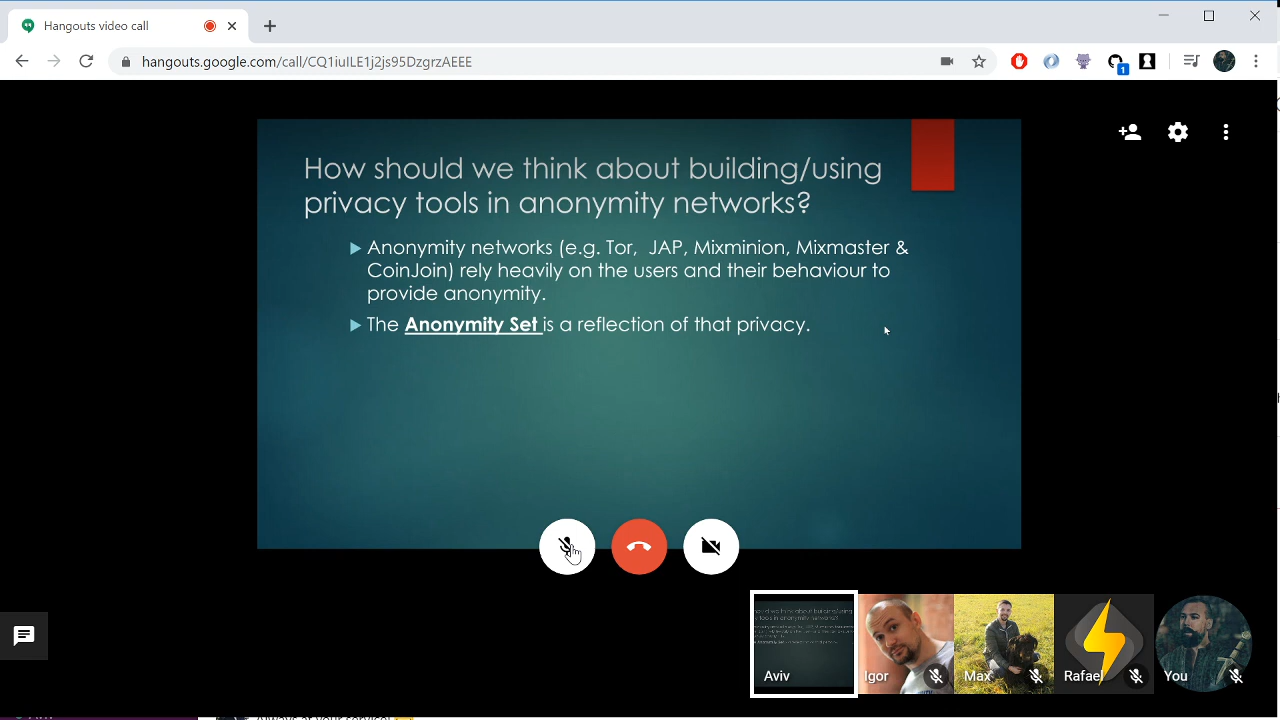 Hangouts video call
hangouts.google.com/call/CQ1iuILE1j2js95DzgrzAEEE
1
How should we think about building/using
privacy tools in anonymity networks?
Anonymity networks (e.g. Tor, JAP, Mixminion, Mixmaster &
CoinJoin) rely heavily on the users and their behaviour to
provide anonymity.
The Anonymity Set is a reflection of that privacy.
Aviv
Igor
Max
Rafael
You